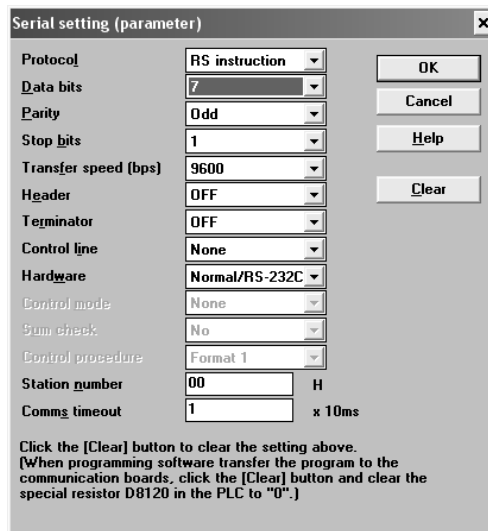 Serial setting (parameter)
Protocol RS instruction OK
Data bits 7
Parity Odd Cancel
Stop bits 1 Help
Transfer speed (bps) 9600
Header OFF Clear
Terminator OFF
Control line None
Hardware Normal/RS-232C
Control mode None
Sum check No
Control procedure Format 1
Station number 00 H
Comms timeout 1 x 10ms
Click the [Clear] button to clear the setting above.
(When programming software transfer the program to the
communication boards, click the [Clear] button and clear the
special resistor D8120 in the PLC to "0".)